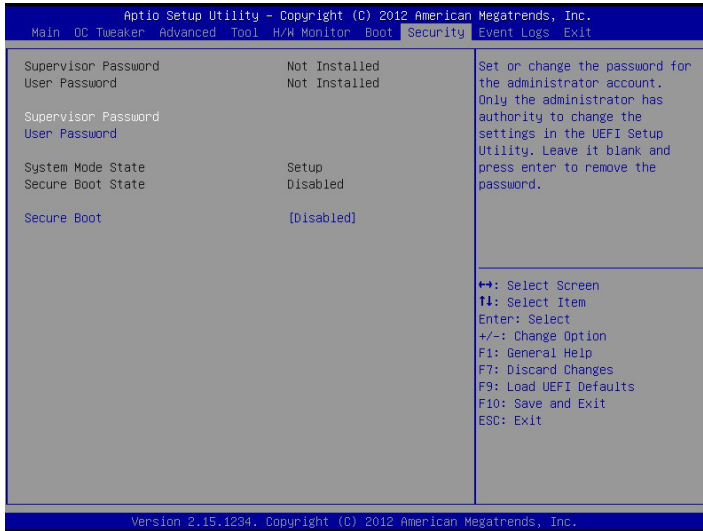 Aptio Setup Utility - Copyright (C) 2012 American Megatrends, Inc.
Main OC Tweaker Advanced Tool H/W Monitor Boot Security Event Logs Exit
Supervisor Password Not Installed
User Password Not Installed
Supervisor Password
User Password
System Mode State Setup
Secure Boot State Disabled
Secure Boot [Disabled]
Set or change the password for
the administrator account.
Only the administrator has
authority to change the
settings in the UEFI Setup
Utility. Leave it blank and
press enter to remove the
password.
↔: Select Screen
↑↓: Select Item
Enter: Select
+/-: Change Option
F1: General Help
F7: Discard Changes
F9: Load UEFI Defaults
F10: Save and Exit
ESC: Exit
Version 2.15.1234. Copyright (C) 2012 American Megatrends, Inc.